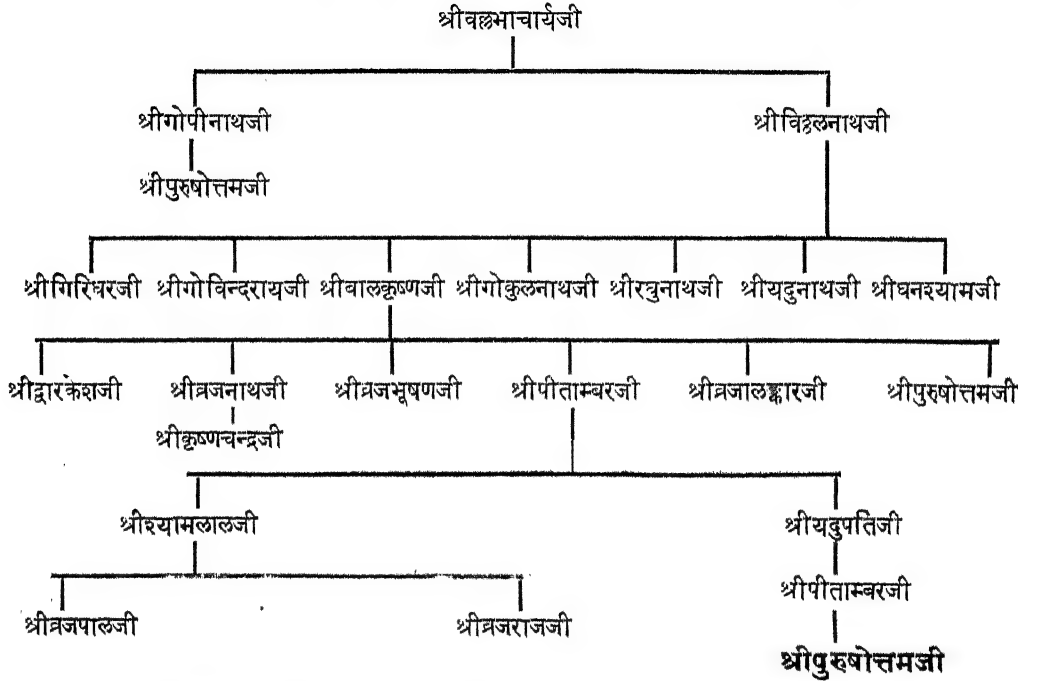 श्रीवल्लभाचार्यजी
श्रीगोपीनाथजी श्रीविठ्ठलनाथजी
श्रीपुरुषोत्तमजी
श्रीगिरिधरजी श्रीगोविन्दरायजी श्रीबालकृष्णजी श्रीगोकुलनाथजी श्रीरघुनाथजी श्रीयदुनाथजी श्रीघनश्यामजी
श्रीद्वारकेशजी श्रीव्रजनाथजी श्रीव्रजभूषणजी श्रीपीताम्बरजी श्रीव्रजालङ्कारजी श्रीपुरुषोत्तमजी
श्रीकृष्णचन्द्रजी
श्रीश्यामलालजी श्रीयदुपतिजी
श्रीपीताम्बरजी
श्रीव्रजपालजी श्रीव्रजराजजी
श्रीपुरुषोत्तमजी